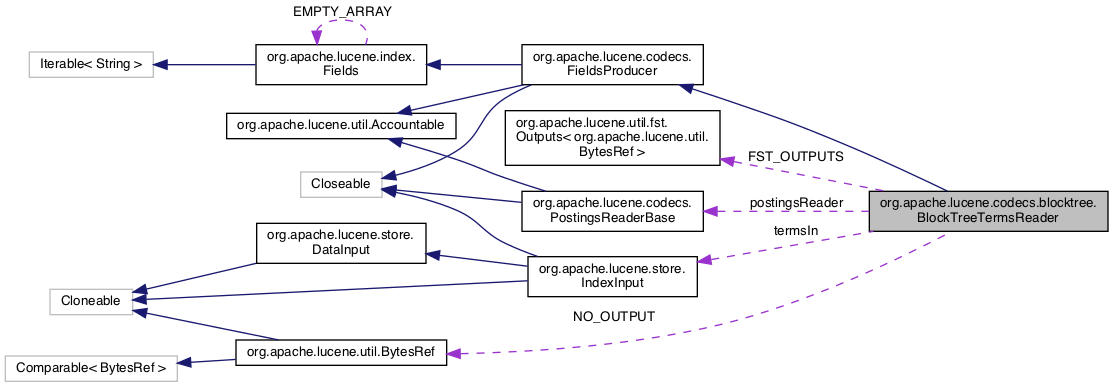 EMPTY_ARRAY
Iterable< String >
org.apache.lucene.index.
Fields
org.apache.lucene.codecs.
FieldsProducer
org.apache.lucene.util.Accountable
org.apache.lucene.util.fst.
Outputs< org.apache.lucene.util.
BytesRef >
FST_OUTPUTS
Closeable
org.apache.lucene.codecs.
PostingsReaderBase
postingsReader
org.apache.lucene.codecs.blocktree.
BlockTreeTermsReader
termsIn
org.apache.lucene.store.
DataInput
org.apache.lucene.store.
IndexInput
Cloneable
NO_OUTPUT
org.apache.lucene.util.BytesRef
Comparable< BytesRef >